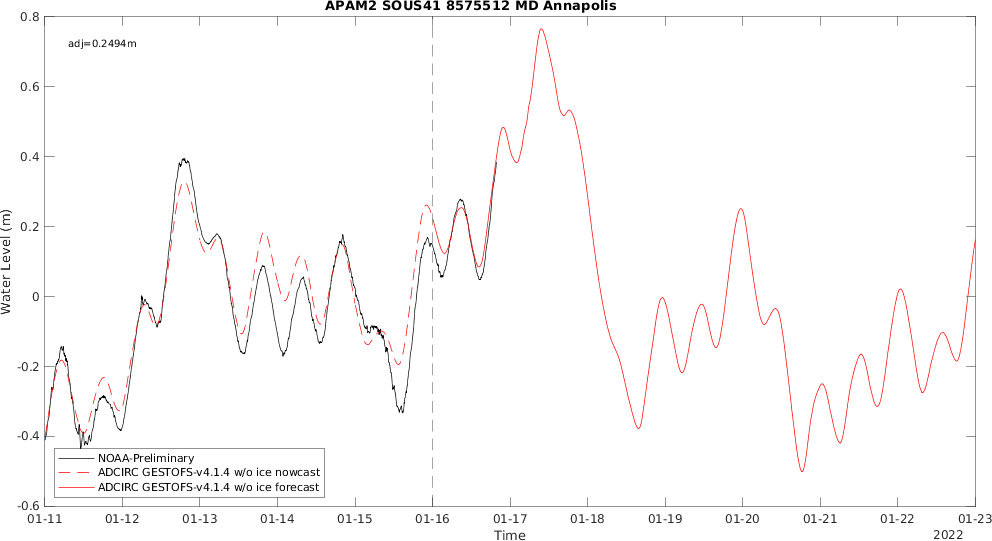 APAM2 SOUS41 8575512 MD Annapolis
adj=0.2494m
0.8
0.6
0.4
0.2
0
-0.2
-0.4
-0.6
Water Level (m)
NOAA-Preliminary
ADCIRC GESTOFS-v4.1.4 w/o ice nowcast
ADCIRC GESTOFS-v4.1.4 w/o ice forecast
01-11 01-12 01-13 01-14 01-15 01-16 01-17 01-18 01-19 01-20 01-21 01-22 01-23
Time
2022